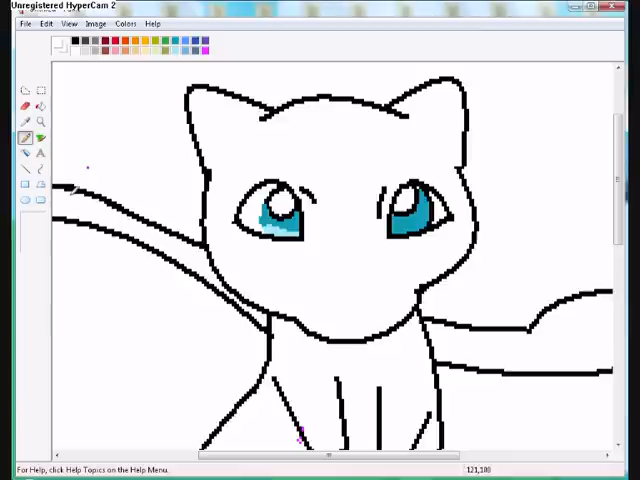 Unregistered HyperCam 2
File Edit View Image Colors Help
For Help, click Help Topics on the Help Menu.
121,100